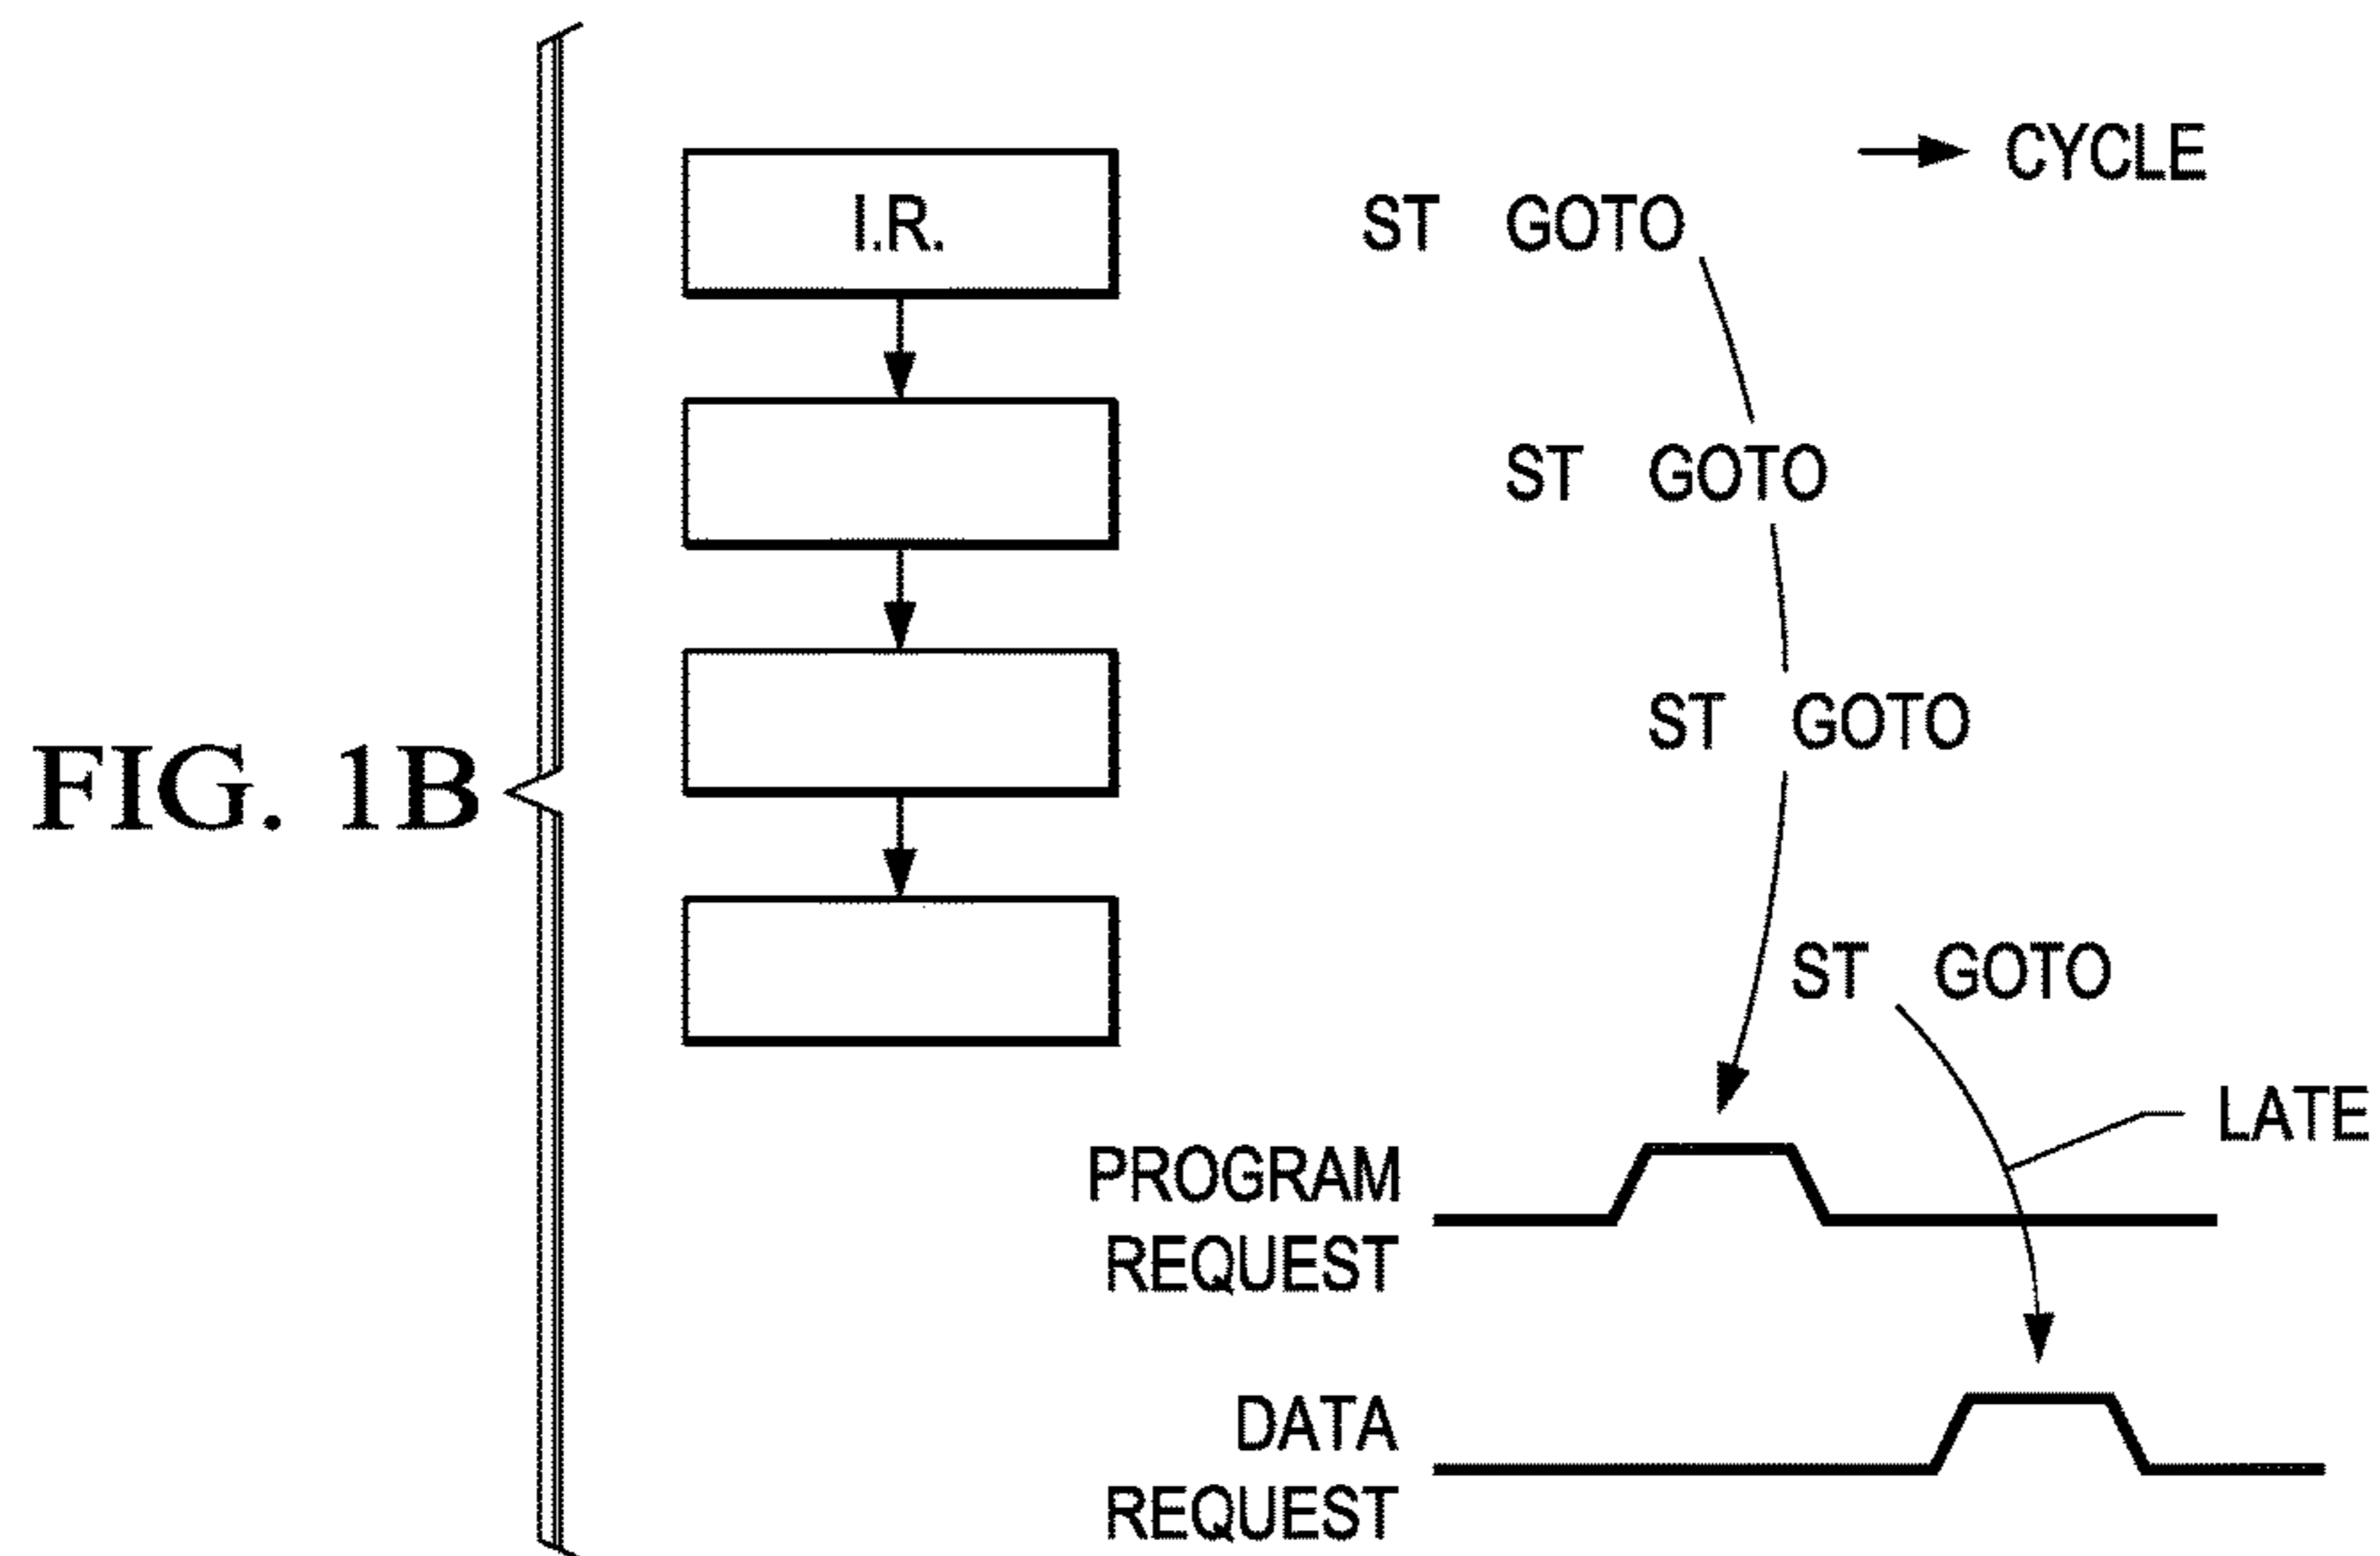 CYCLE
I.R.
ST GOTO
ST GOTO
ST GOTO
FIG. 1B
ST GOTO
LATE
PROGRAM
REQUEST
DATA
REQUEST